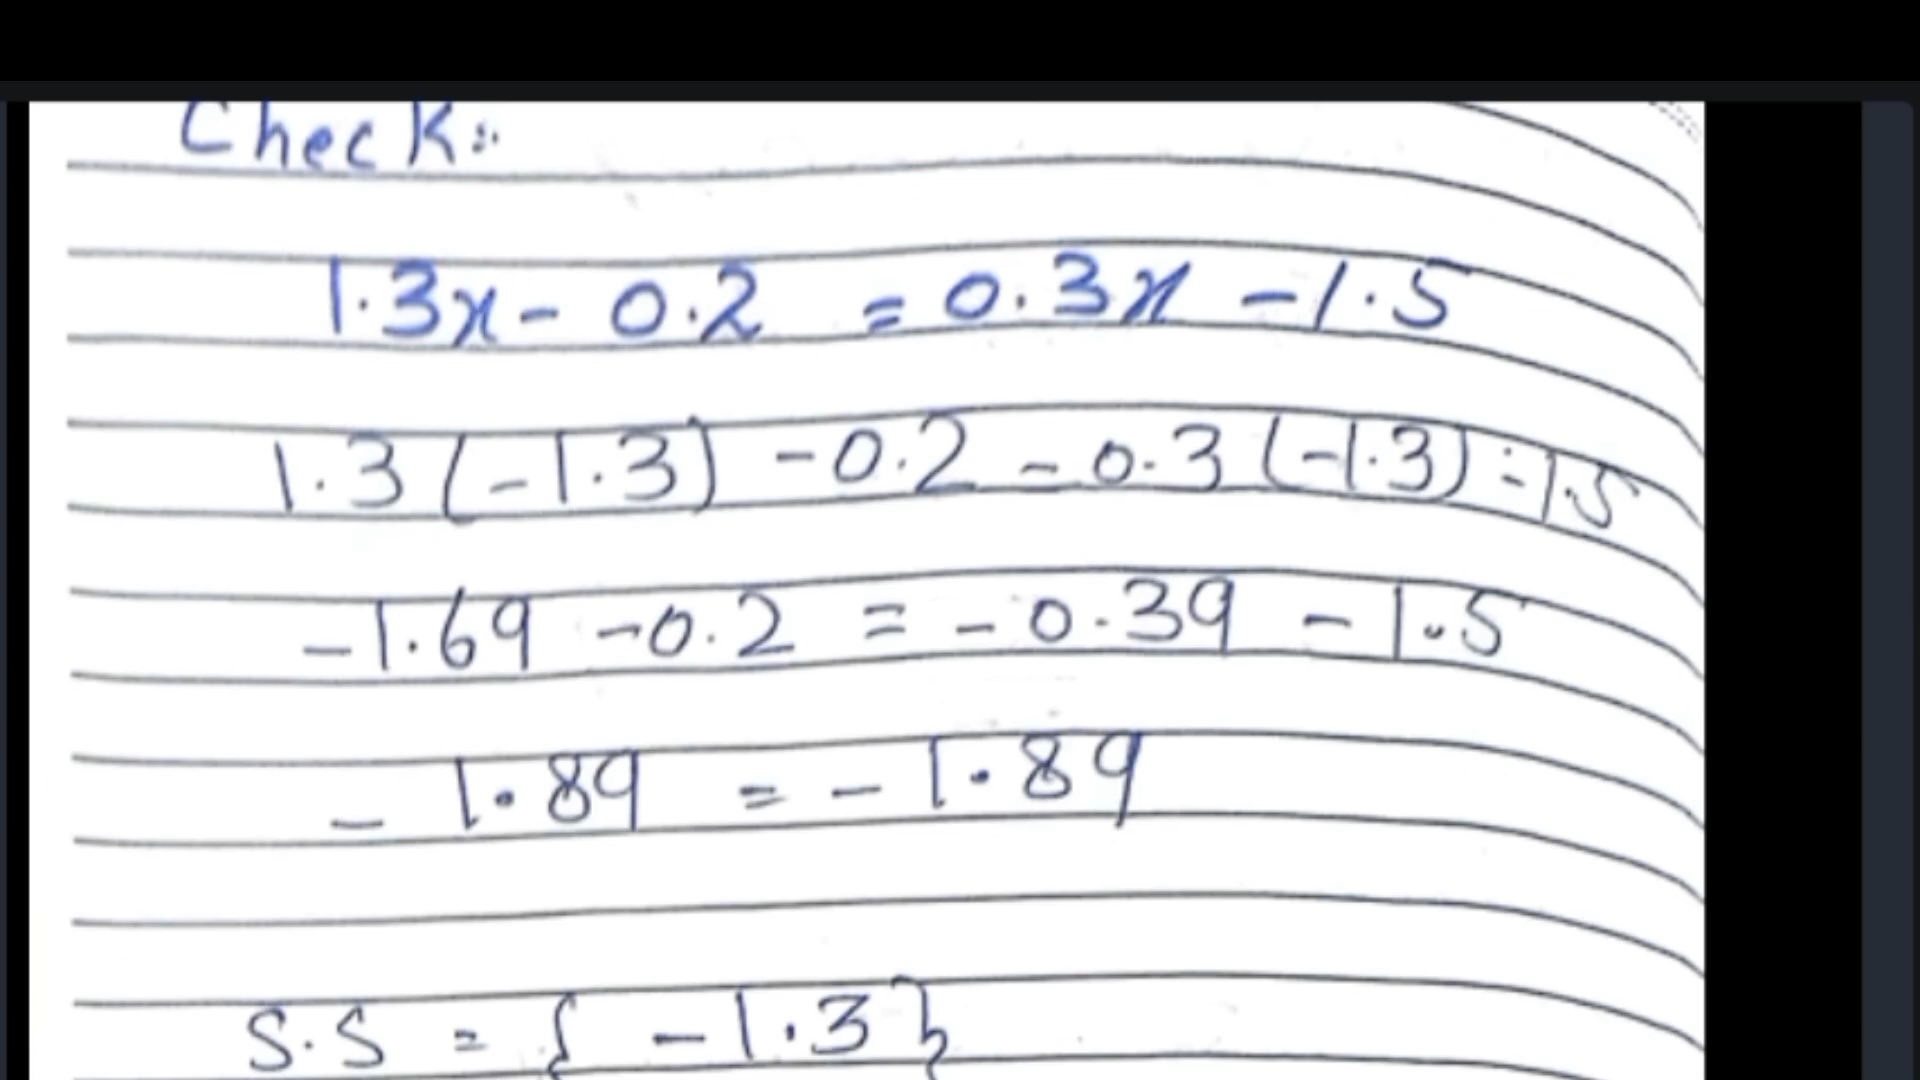 Check:
1.3x - 0.2 = 0.3x - 1.5
1.3(-1.3) - 0.2 - 0.3(-1.3) - 1.5
-1.69 - 0.2 = - 0.39 - 1.5
- 1.89 = - 1.89
S.S = { - 1.3 }